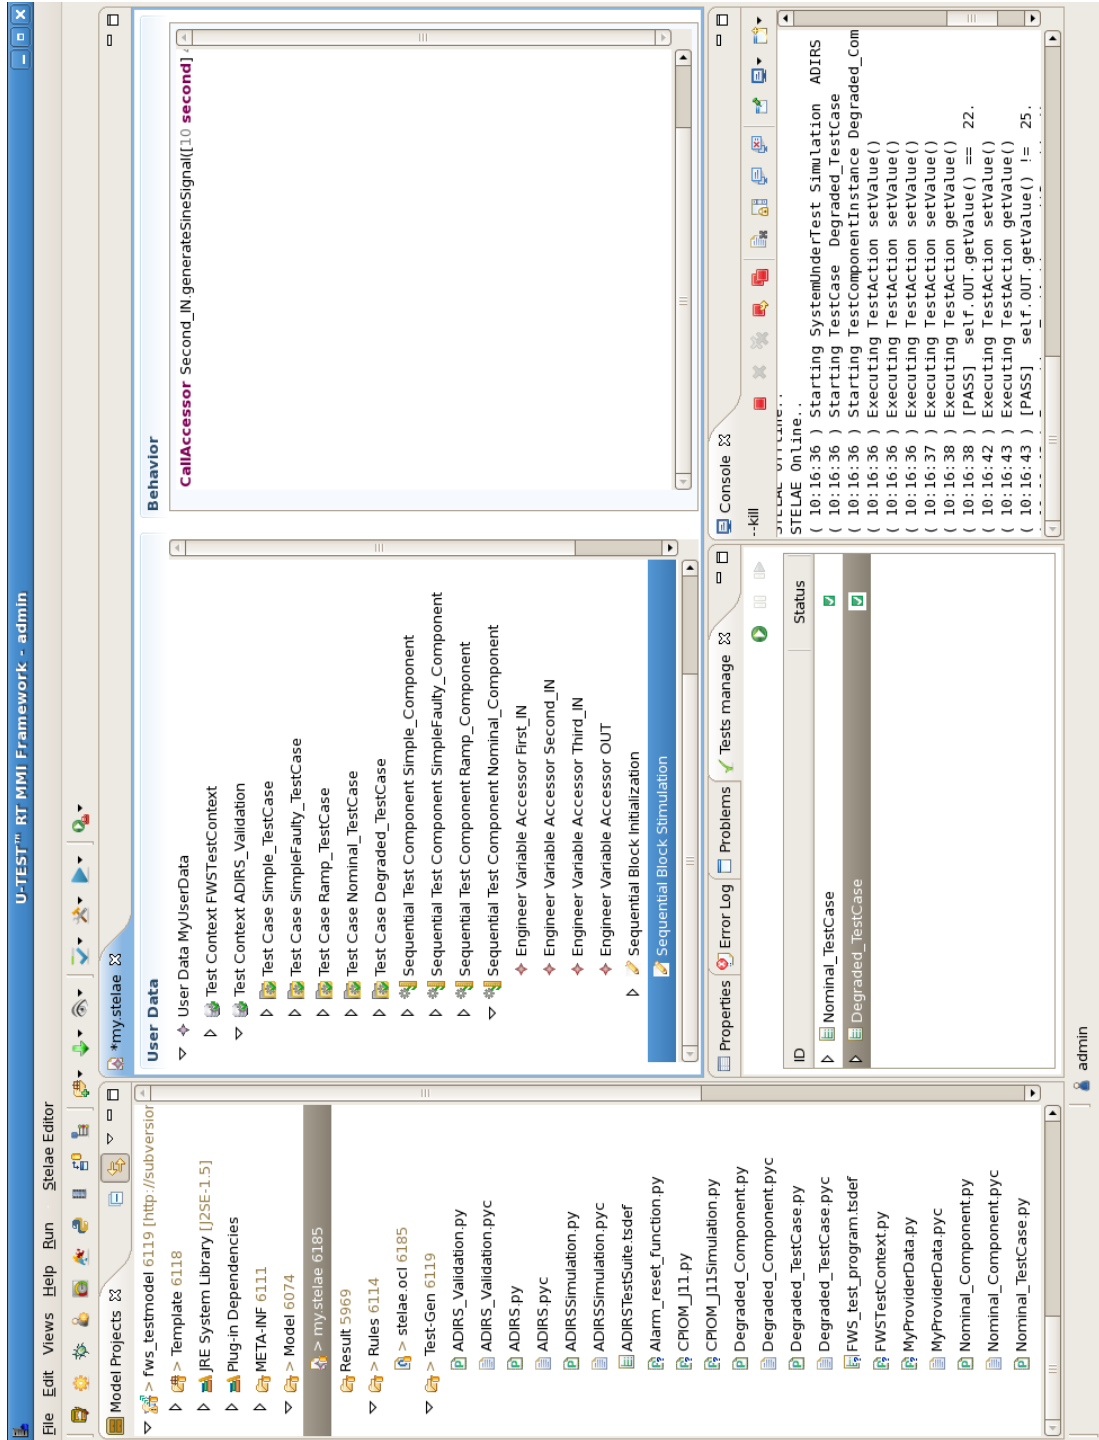 U-TEST™ RT MMI Framework - admin
File Edit Views Help Run Stelae Editor
Model Projects
> fws_testmodel 6119 [http://subversion
> Template 6118
JRE System Library [J2SE-1.5]
Plug-in Dependencies
> META-INF 6111
> Model 6074
> my.stelae 6185
Result 5969
> Rules 6114
> stelae.ocl 6185
> Test-Gen 6119
ADIRS_Validation.py
ADIRS_Validation.pyc
ADIRS.py
ADIRS.pyc
ADIRSSimulation.py
ADIRSSimulation.pyc
ADIRSTestSuite.tsdef
Alarm_reset_function.py
CPIOM_J11.py
CPIOM_J11Simulation.py
Degraded_Component.py
Degraded_Component.pyc
Degraded_TestCase.py
Degraded_TestCase.pyc
FWS_test_program.tsdef
FWSTestContext.py
MyProviderData.py
MyProviderData.pyc
Nominal_Component.py
Nominal_Component.pyc
Nominal_TestCase.py
*my.stelae
User Data
User Data MyUserData
Test Context FWSTestContext
Test Context ADIRS_Validation
Test Case Simple_TestCase
Test Case SimpleFaulty_TestCase
Test Case Ramp_TestCase
Test Case Nominal_TestCase
Test Case Degraded_TestCase
Sequential Test Component Simple_Component
Sequential Test Component SimpleFaulty_Component
Sequential Test Component Ramp_Component
Sequential Test Component Nominal_Component
Engineer Variable Accessor First_IN
Engineer Variable Accessor Second_IN
Engineer Variable Accessor Third_IN
Engineer Variable Accessor OUT
Sequential Block Initialization
Sequential Block Stimulation
Behavior
CallAccessor Second_IN.generateSineSignal([10 second]
Properties Error Log Problems Tests manage
ID Status
Nominal_TestCase
Degraded_TestCase
Console
--kill
STELAE Offline..
STELAE Online..
( 10:16:36 ) Starting SystemUnderTest Simulation ADIRS
( 10:16:36 ) Starting TestCase Degraded_TestCase
( 10:16:36 ) Starting TestComponentInstance Degraded_Com
( 10:16:36 ) Executing TestAction setValue()
( 10:16:36 ) Executing TestAction setValue()
( 10:16:36 ) Executing TestAction setValue()
( 10:16:37 ) Executing TestAction setValue()
( 10:16:38 ) Executing TestAction getValue()
( 10:16:38 ) [PASS] self.OUT.getValue() == 22.
( 10:16:42 ) Executing TestAction setValue()
( 10:16:43 ) Executing TestAction getValue()
( 10:16:43 ) [PASS] self.OUT.getValue() != 25.
admin